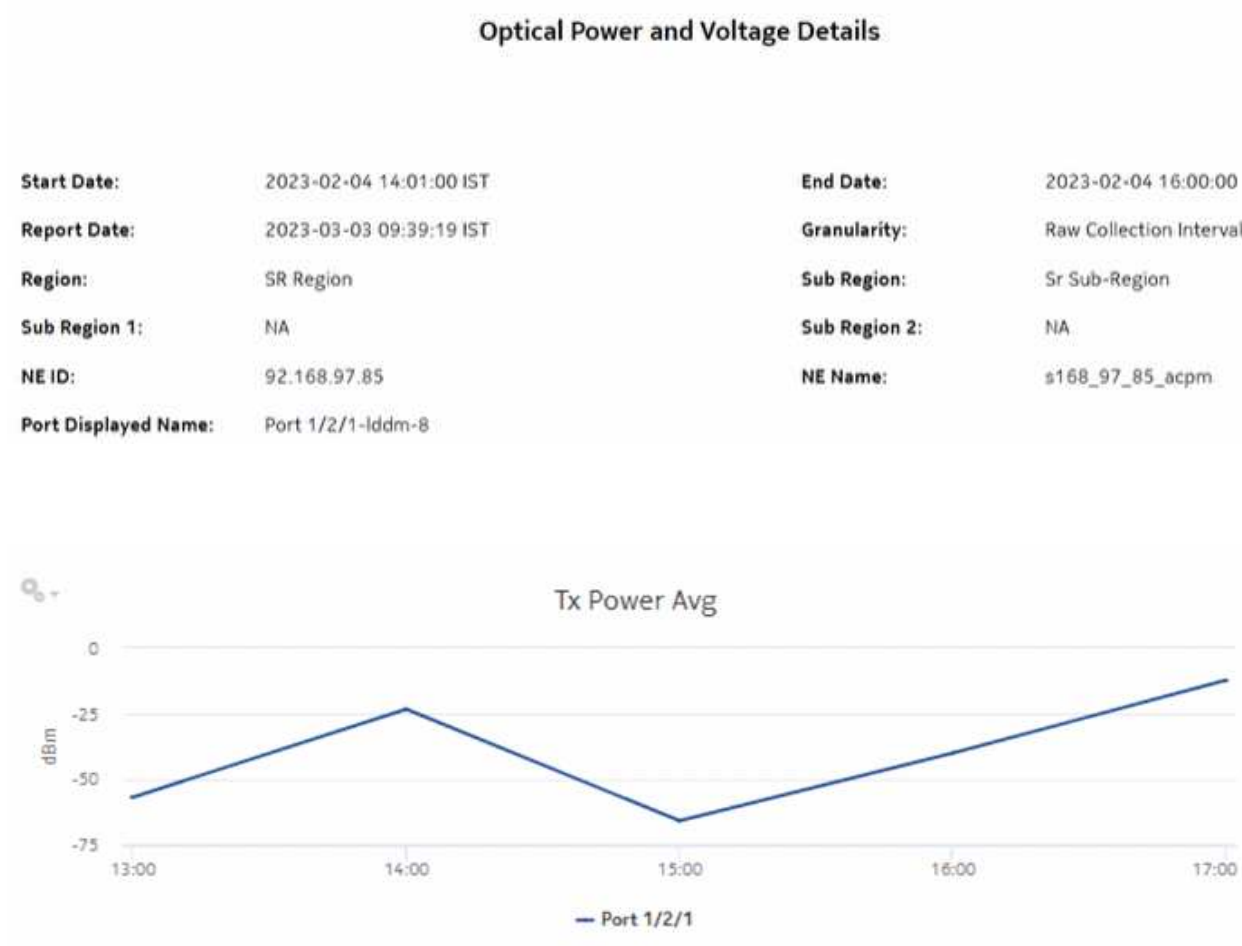 Optical Power and Voltage Details
Start Date: 2023-02-04 14:01:00 IST End Date: 2023-02-04 16:00:00
Report Date: 2023-03-03 09:39:19 IST Granularity: Raw Collection Interval
Region: SR Region Sub Region: Sr Sub-Region
Sub Region 1: NA Sub Region 2: NA
NE ID: 92.168.97.85 NE Name: s168_97_85_acpm
Port Displayed Name: Port 1/2/1-lddm-8
Tx Power Avg
0
-25
dBm
-50
-75
13:00 14:00 15:00 16:00 17:00
Port 1/2/1